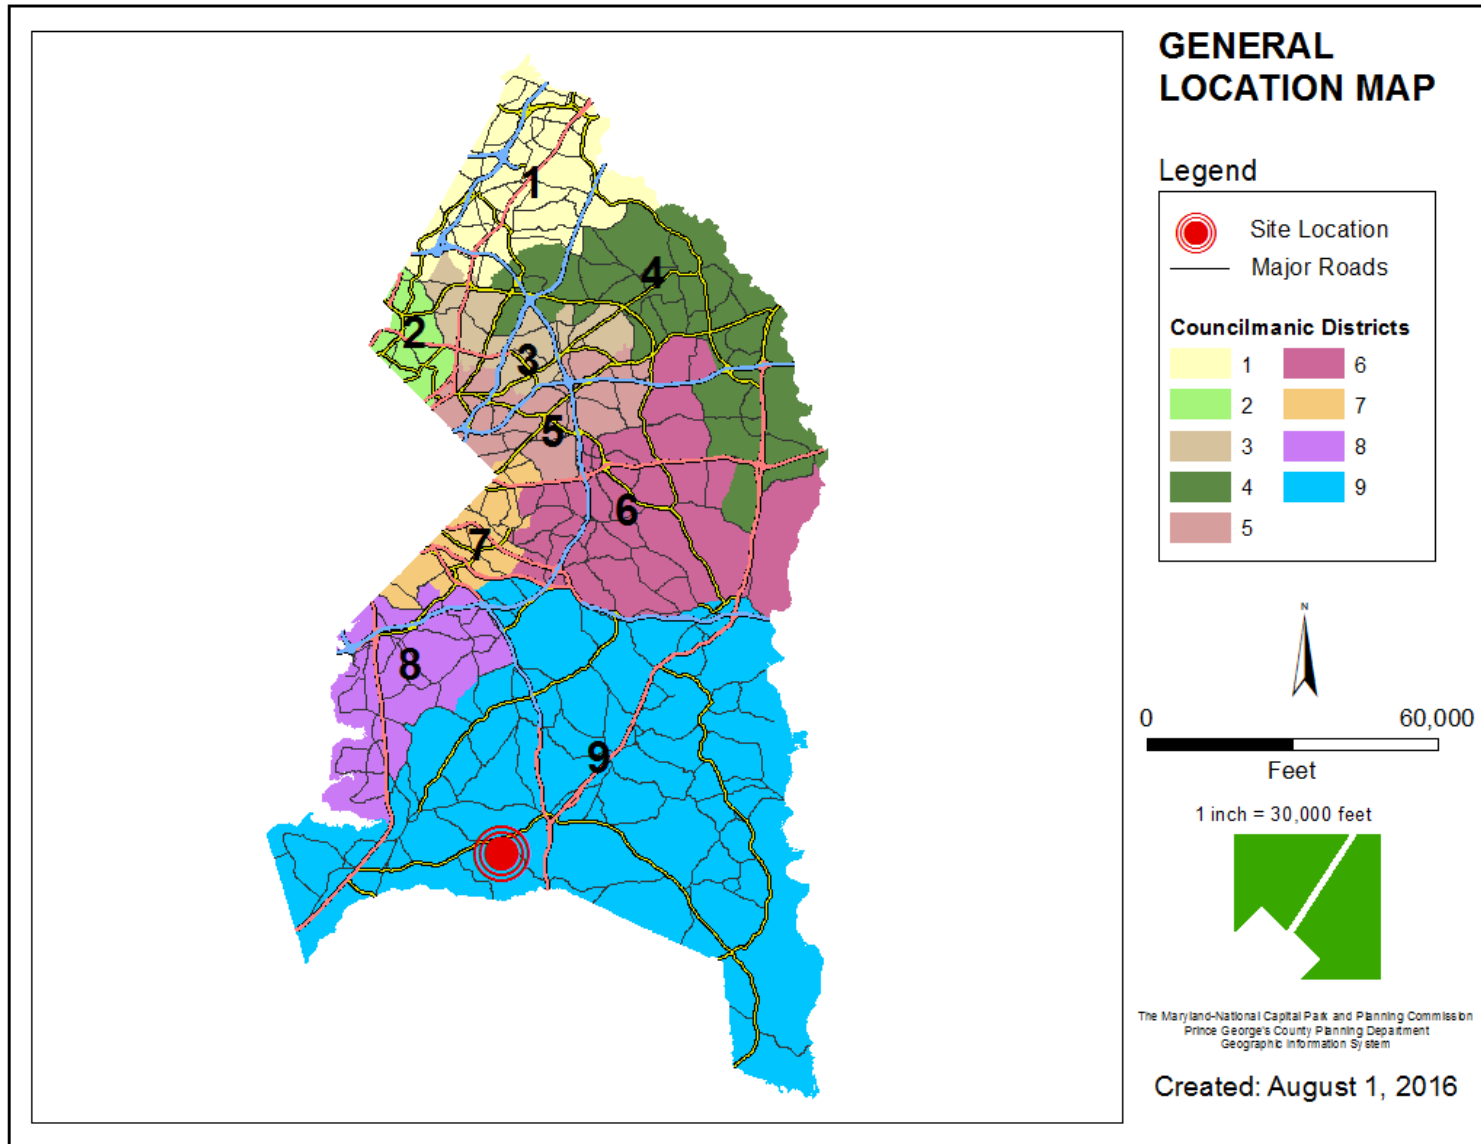 GENERAL
LOCATION MAP
Legend
Site Location
Major Roads
Councilmanic Districts
1 6
2 7
3 8
4 9
5
N
0 60,000
Feet
1 inch = 30,000 feet
The Maryland-National Capital Park and Planning Commission
Prince George's County Planning Department
Geographic Information System
Created: August 1, 2016
1
4
2
3
5
6
7
8
9